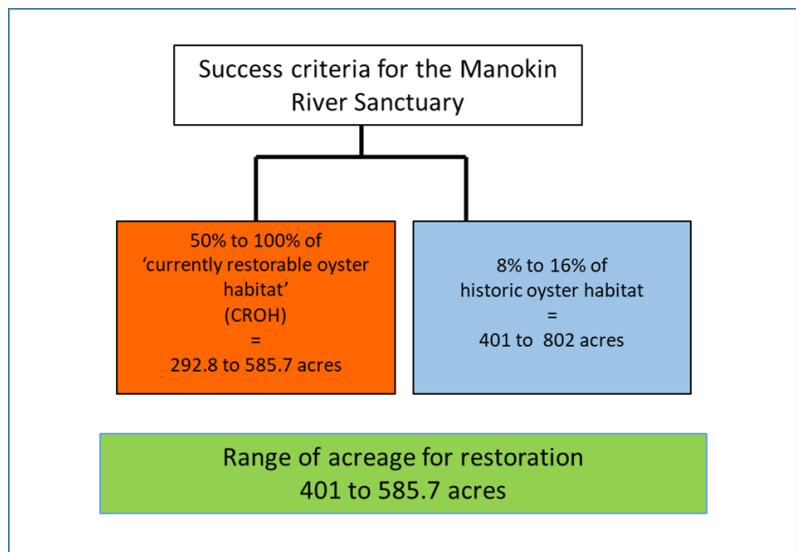 Success criteria for the Manokin
River Sanctuary
50% to 100% of
‘currently restorable oyster
habitat’
(CROH)
=
292.8 to 585.7 acres
8% to 16% of
historic oyster habitat
=
401 to  802 acres
Range of acreage for restoration
401 to 585.7 acres